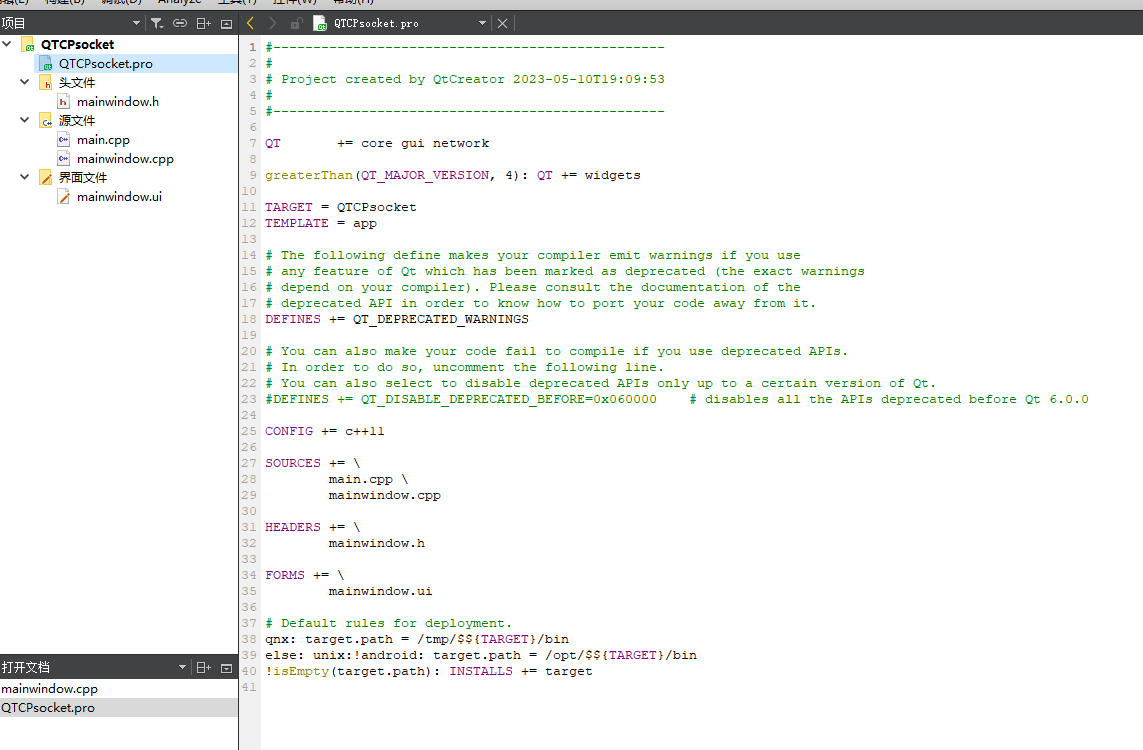 构建(B) 调试(D) Analyze 工具(T) 控件(W) 帮助(H)
项目
QTCPsocket.pro
QTCPsocket
QTCPsocket.pro
头文件
mainwindow.h
源文件
main.cpp
mainwindow.cpp
界面文件
mainwindow.ui
打开文档
mainwindow.cpp
QTCPsocket.pro
1 #-------------------------------------------------
2 #
3 # Project created by QtCreator 2023-05-10T19:09:53
4 #
5 #-------------------------------------------------
6
7 QT       += core gui network
8
9 greaterThan(QT_MAJOR_VERSION, 4): QT += widgets
10
11 TARGET = QTCPsocket
12 TEMPLATE = app
13
14 # The following define makes your compiler emit warnings if you use
15 # any feature of Qt which has been marked as deprecated (the exact warnings
16 # depend on your compiler). Please consult the documentation of the
17 # deprecated API in order to know how to port your code away from it.
18 DEFINES += QT_DEPRECATED_WARNINGS
19
20 # You can also make your code fail to compile if you use deprecated APIs.
21 # In order to do so, uncomment the following line.
22 # You can also select to disable deprecated APIs only up to a certain version of Qt.
23 #DEFINES += QT_DISABLE_DEPRECATED_BEFORE=0x060000    # disables all the APIs deprecated before Qt 6.0.0
24
25 CONFIG += c++11
26
27 SOURCES += \
28         main.cpp \
29         mainwindow.cpp
30
31 HEADERS += \
32         mainwindow.h
33
34 FORMS += \
35         mainwindow.ui
36
37 # Default rules for deployment.
38 qnx: target.path = /tmp/$${TARGET}/bin
39 else: unix:!android: target.path = /opt/$${TARGET}/bin
40 !isEmpty(target.path): INSTALLS += target
41